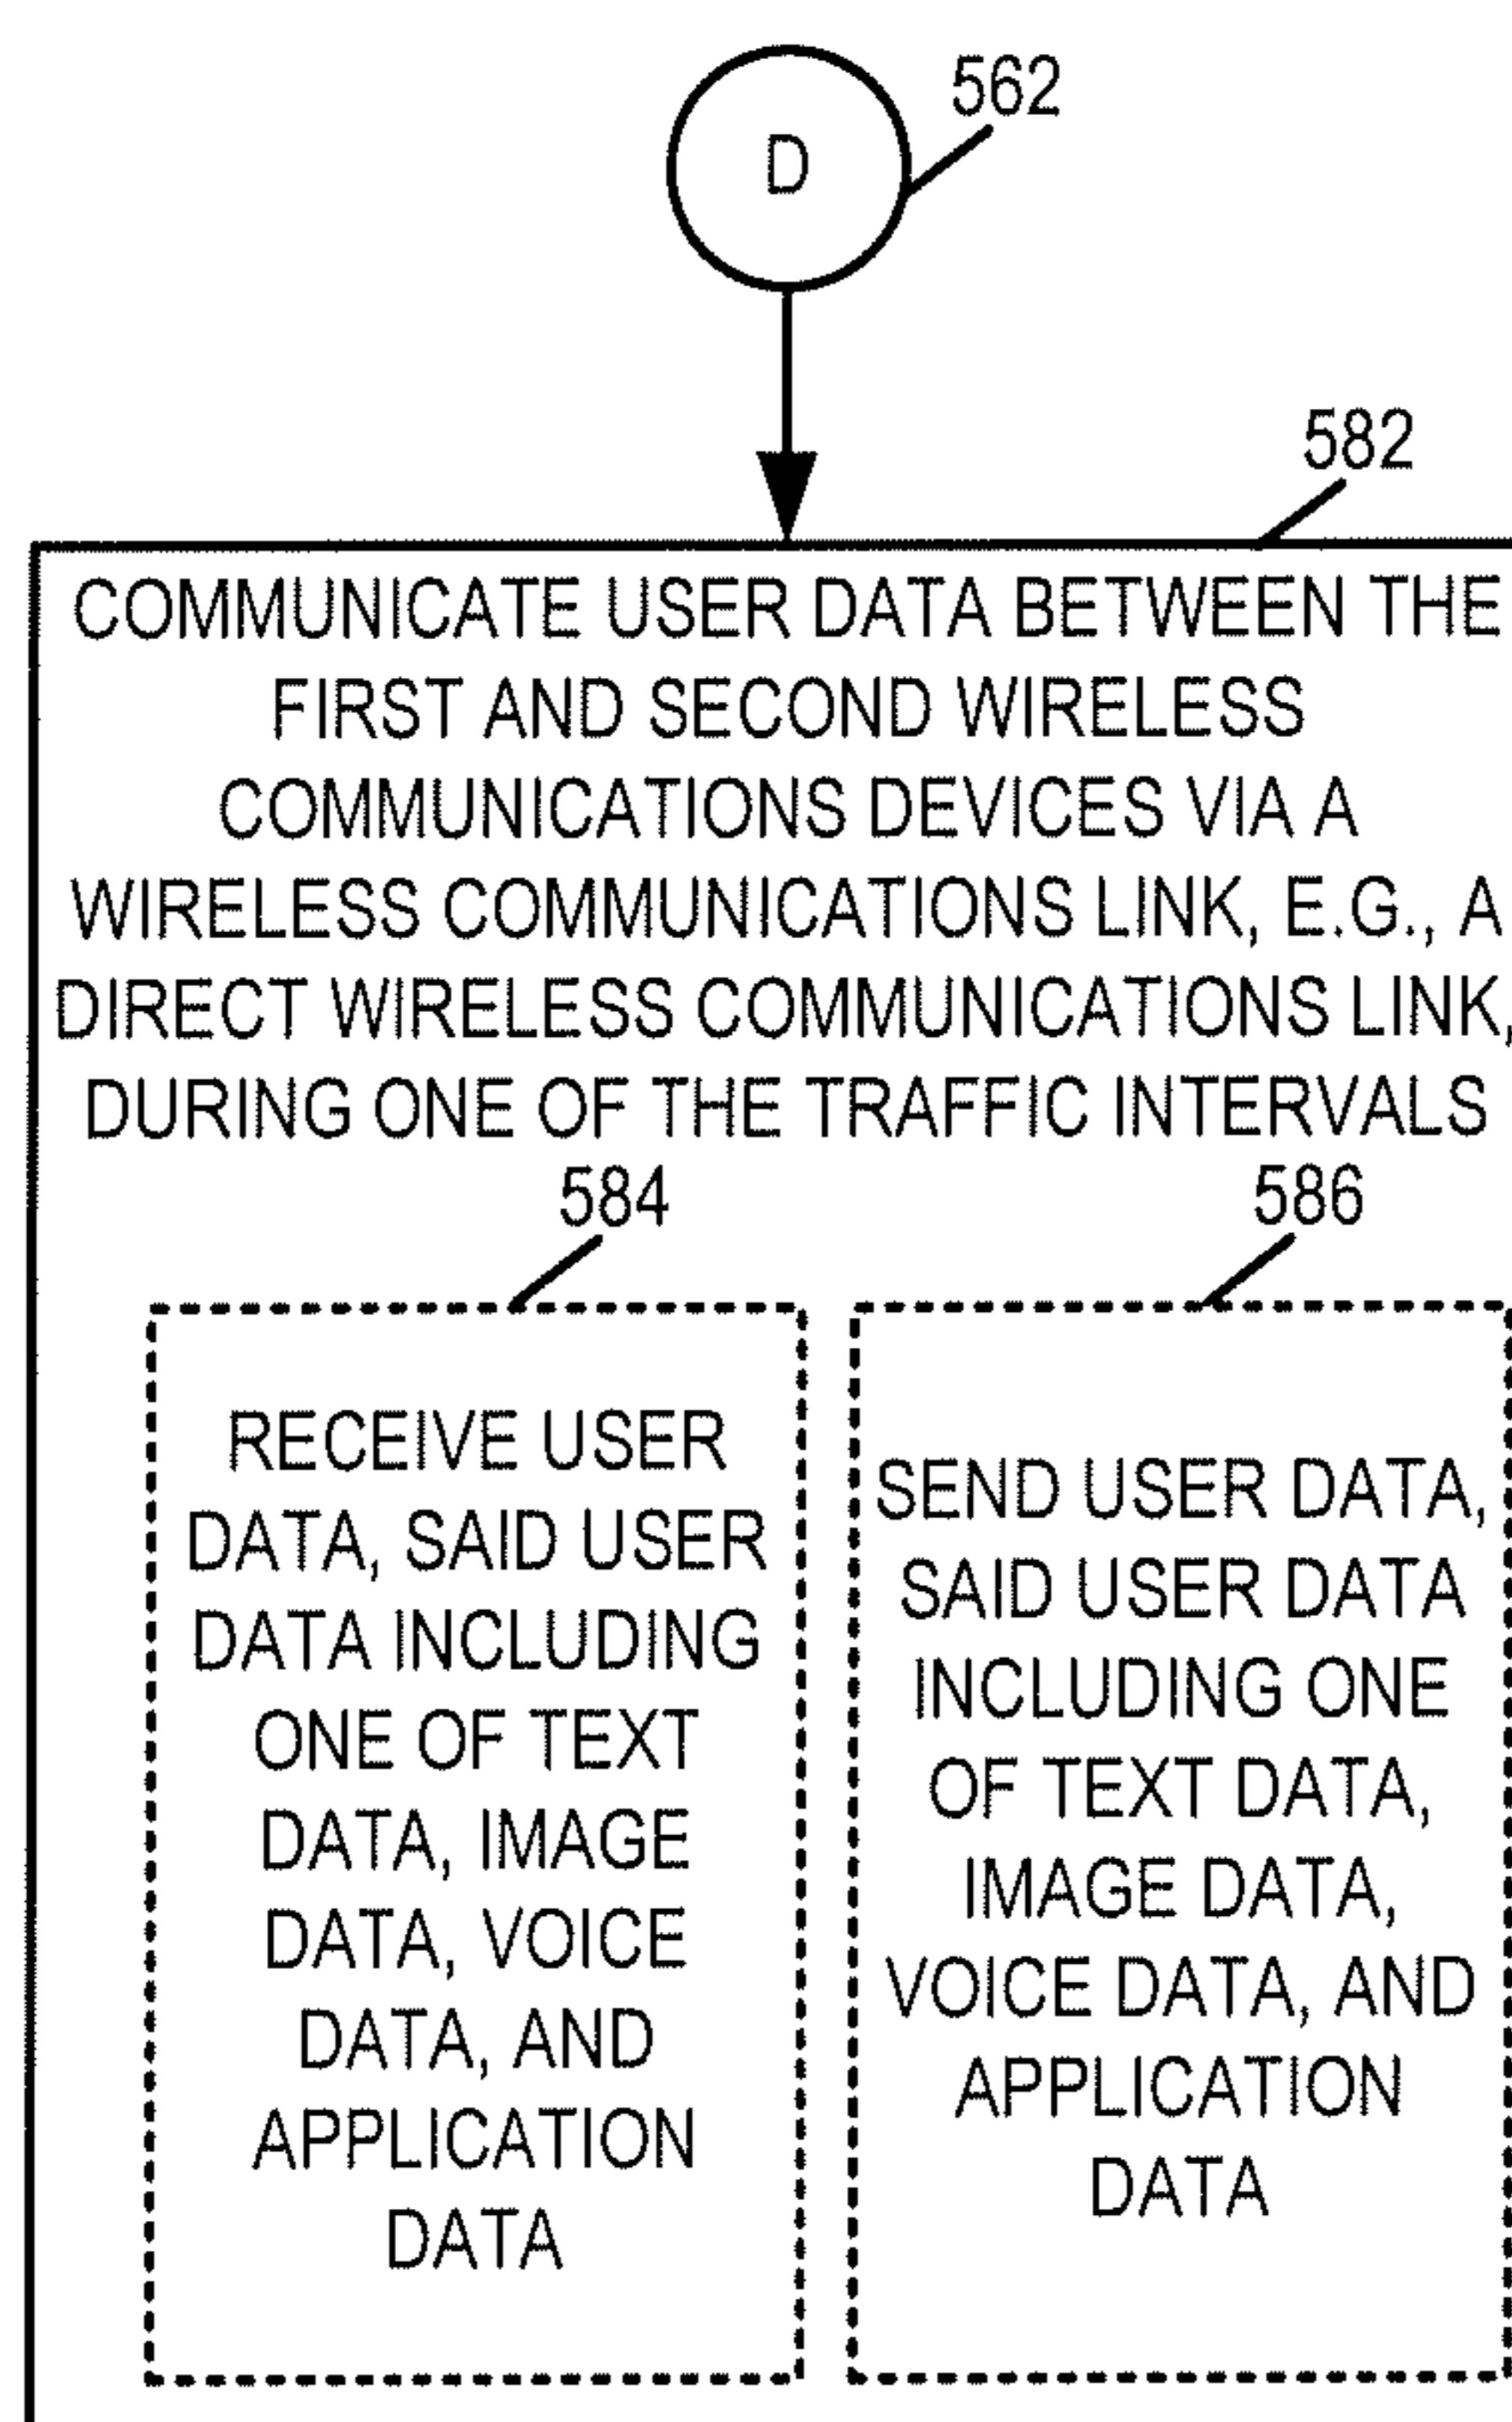 562
D
582
COMMUNICATE USER DATA BETWEEN THE
FIRST AND SECOND WIRELESS
COMMUNICATIONS DEVICES VIA A
WIRELESS COMMUNICATIONS LINK, E.G., A
DIRECT WIRELESS COMMUNICATIONS LINK,
DURING ONE OF THE TRAFFIC INTERVALS
584
RECEIVE USER
DATA, SAID USER
DATA INCLUDING
ONE OF TEXT
DATA, IMAGE
DATA, VOICE
DATA, AND
APPLICATION
DATA
586
SEND USER DATA,
SAID USER DATA
INCLUDING ONE
OF TEXT DATA,
IMAGE DATA,
VOICE DATA, AND
APPLICATION
DATA